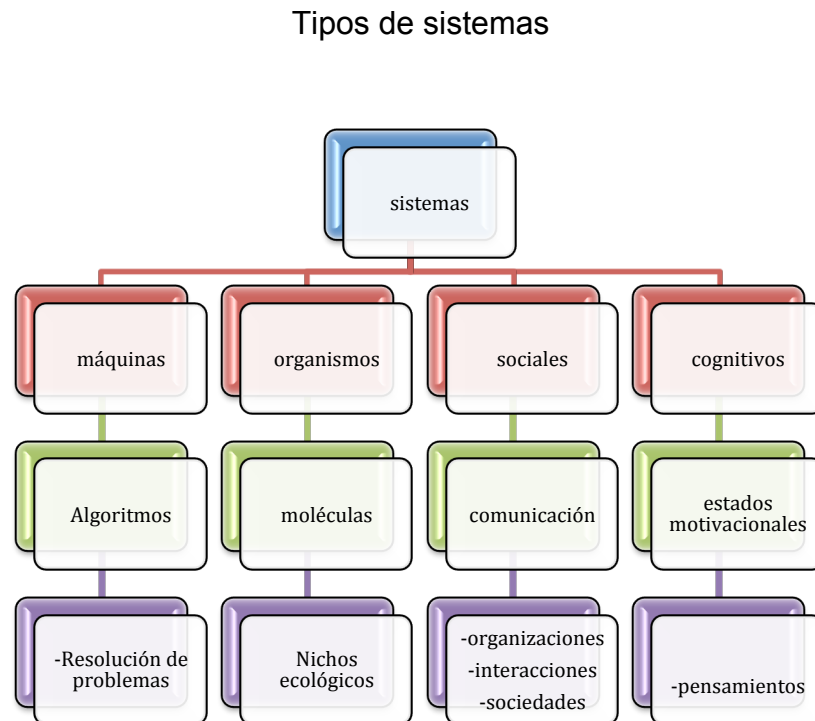 Tipos de sistemas
sistemas
máquinas
organismos
sociales
cognitivos
Algoritmos
moléculas
comunicación
estados
motivacionales
-Resolución de
problemas
Nichos
ecológicos
-organizaciones
-interacciones
-sociedades
-pensamientos